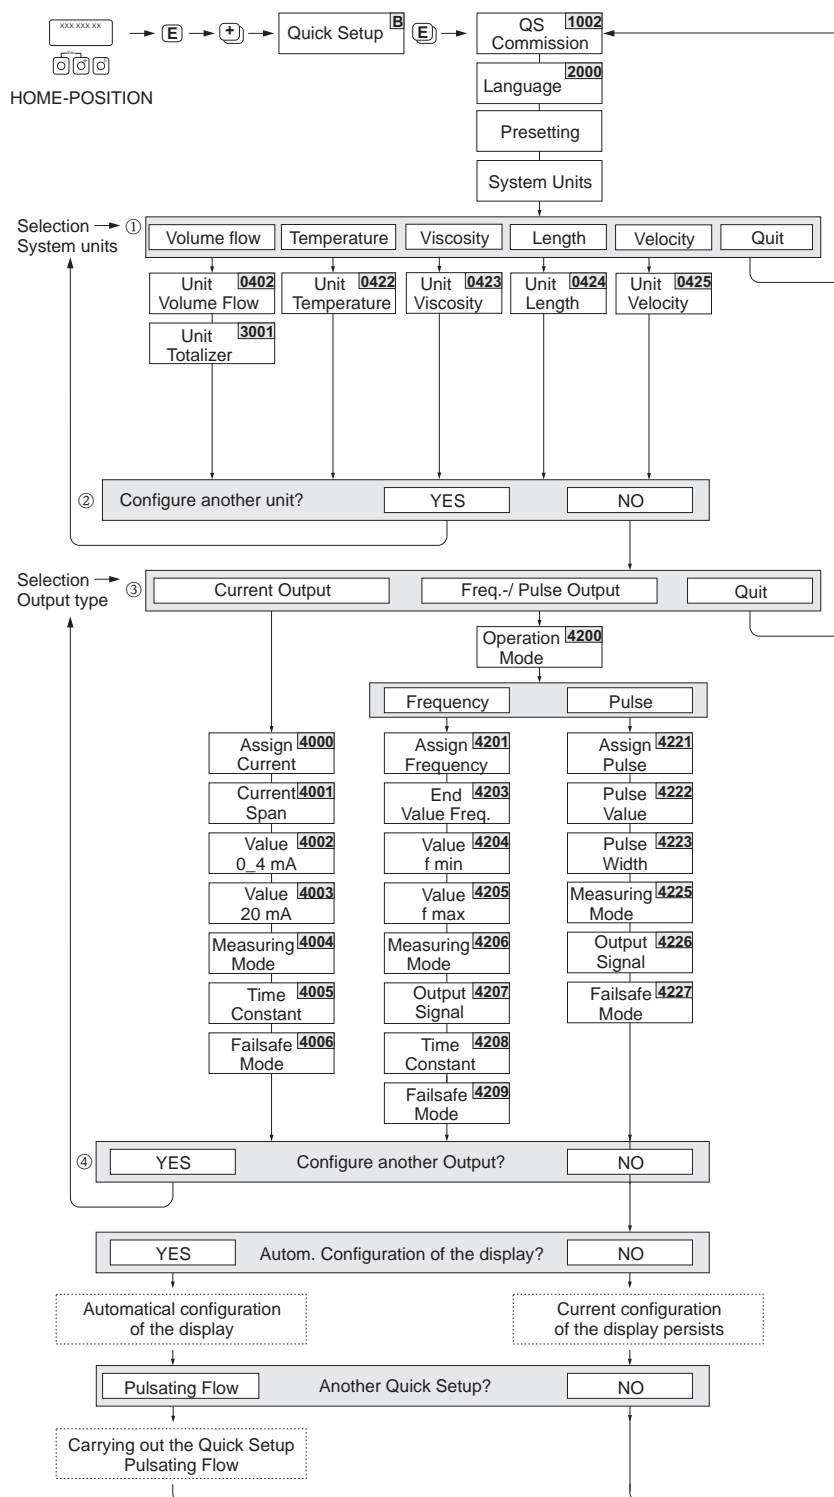 xxx.xxx.xx
E
+
Quick Setup B
E
QS 1002
Commission
HOME-POSITION
Language 2000
Presetting
System Units
Selection
System units
①
Volume flow
Temperature
Viscosity
Length
Velocity
Quit
Unit 0402
Volume Flow
Unit 0422
Temperature
Unit 0423
Viscosity
Unit 0424
Length
Unit 0425
Velocity
Unit 3001
Totalizer
②
Configure another unit?
YES
NO
Selection
Output type
③
Current Output
Freq.-/ Pulse Output
Quit
Operation 4200
Mode
Frequency
Pulse
Assign 4000
Current
Current 4001
Span
Value 4002
0_4 mA
Value 4003
20 mA
Measuring 4004
Mode
Time 4005
Constant
Failsafe 4006
Mode
Assign 4201
Frequency
End 4203
Value Freq.
Value 4204
f min
Value 4205
f max
Measuring 4206
Mode
Output 4207
Signal
Time 4208
Constant
Failsafe 4209
Mode
Assign 4221
Pulse
Pulse 4222
Value
Pulse 4223
Width
Measuring 4225
Mode
Output 4226
Signal
Failsafe 4227
Mode
④
YES
Configure another Output?
NO
YES
Autom. Configuration of the display?
NO
Automatical configuration
of the display
Current configuration
of the display persists
Pulsating Flow
Another Quick Setup?
NO
Carrying out the Quick Setup
Pulsating Flow